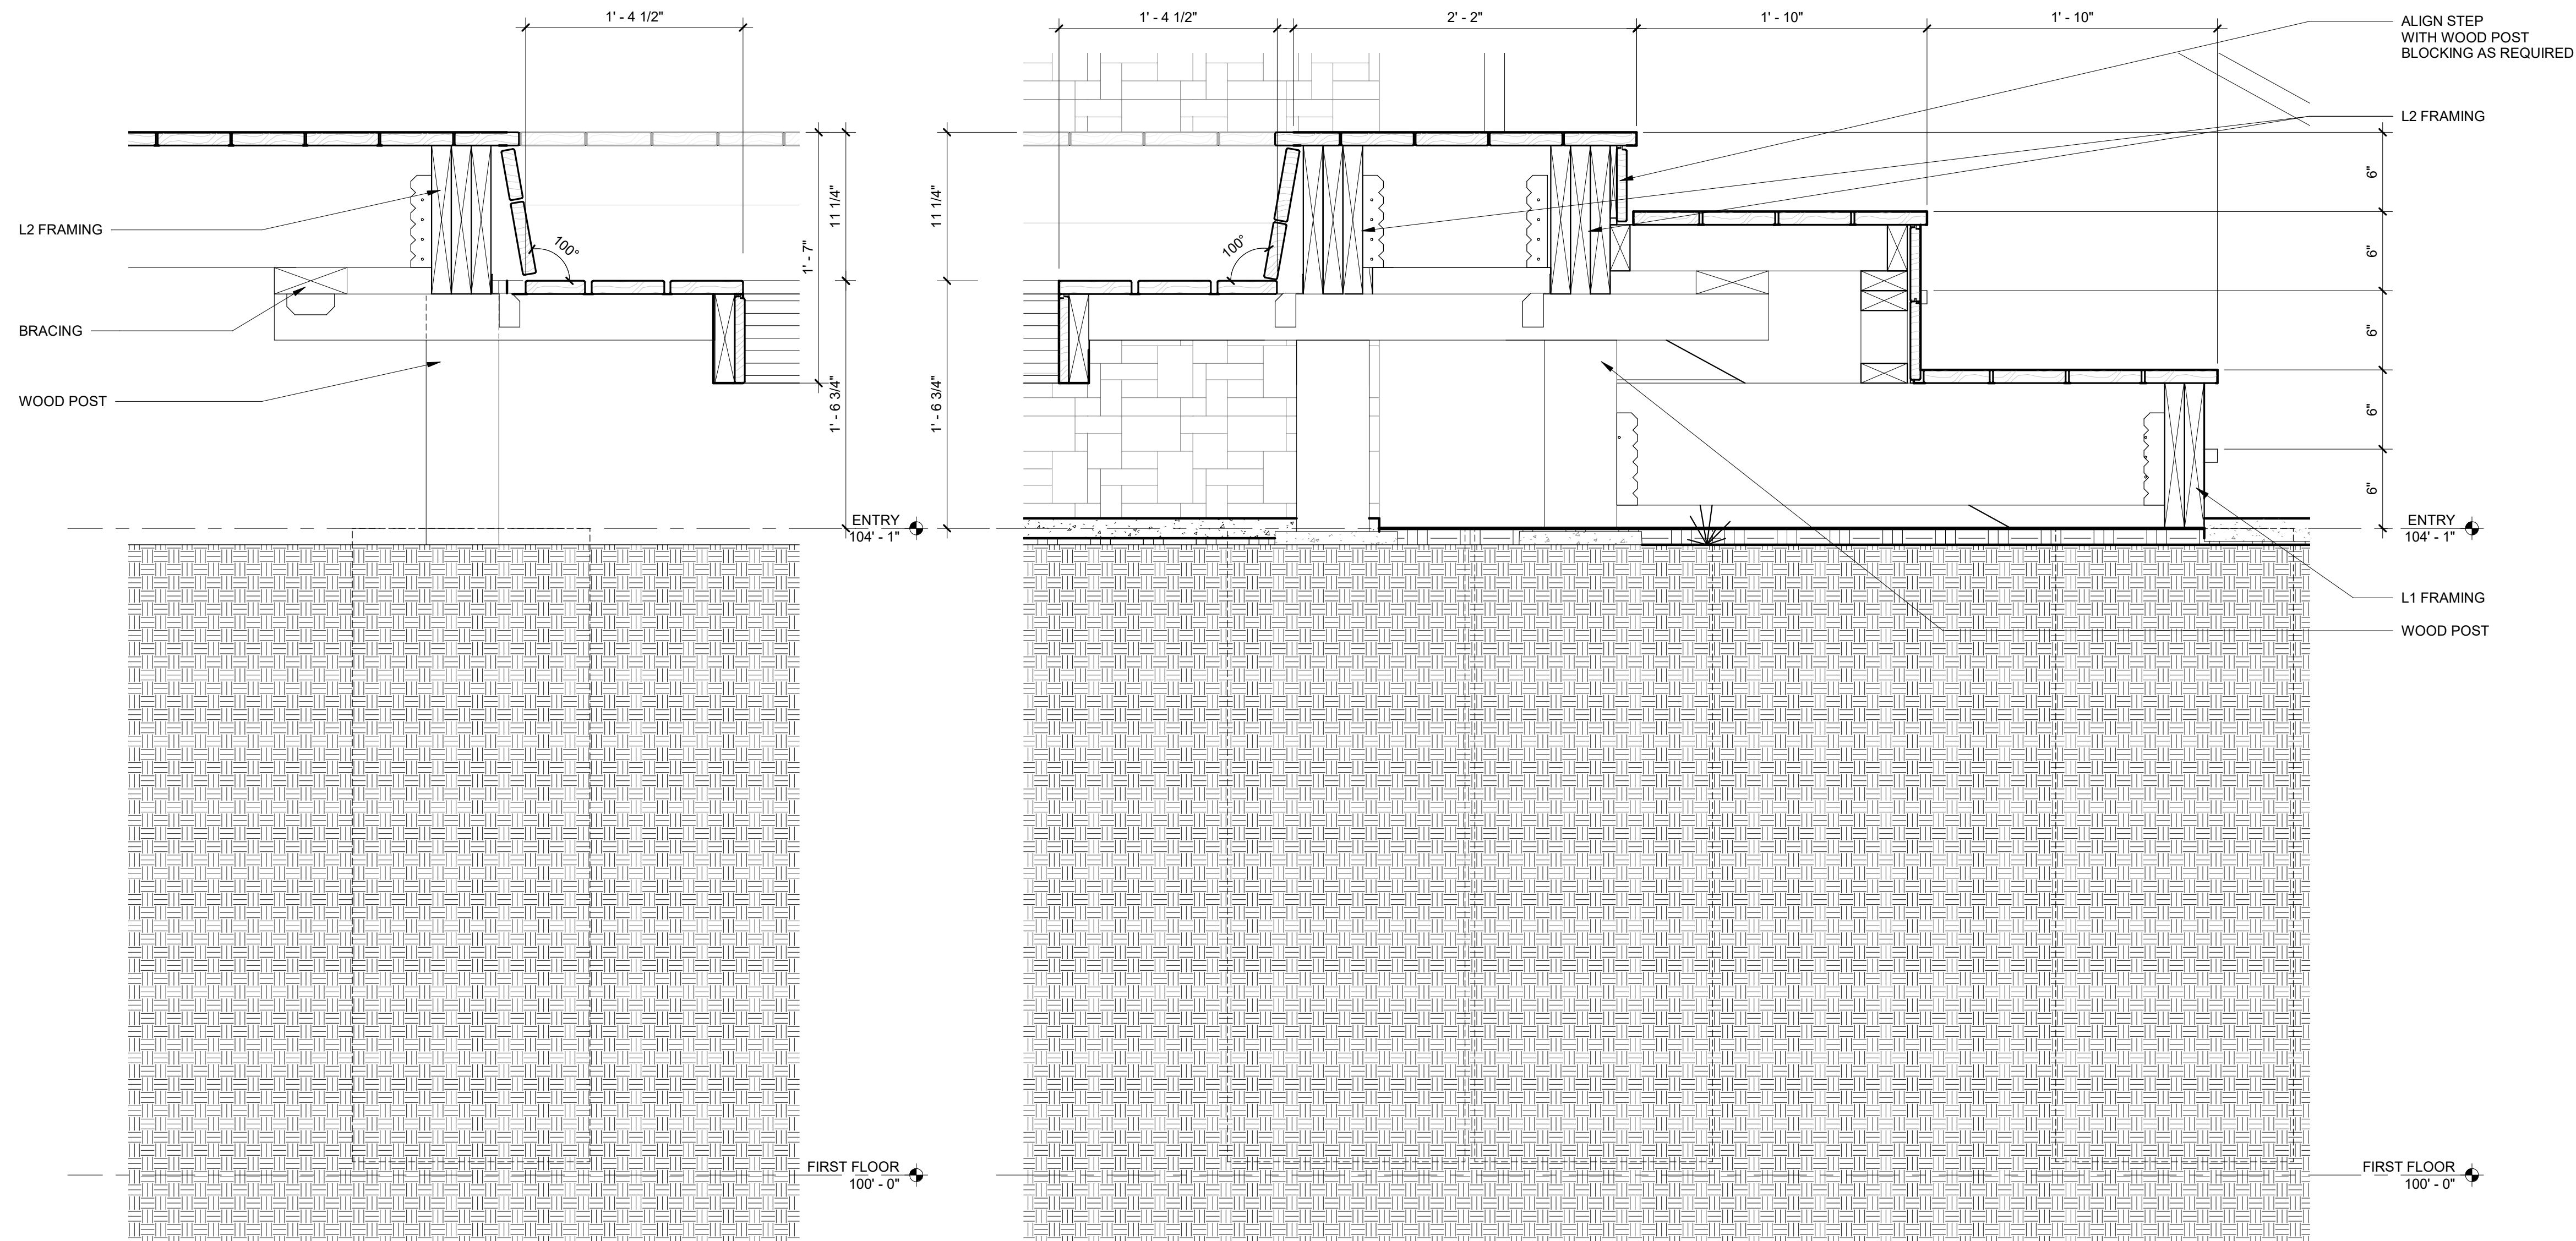 1' - 4 1/2"
L2 FRAMING
BRACING
WOOD POST
100°
11 1/4"
1' - 7"
1' - 6 3/4"
ENTRY
104' - 1"
FIRST FLOOR
100' - 0"
1' - 4 1/2"
2' - 2"
1' - 10"
1' - 10"
11 1/4"
1' - 6 3/4"
100°
6"
6"
6"
6"
6"
ALIGN STEP
WITH WOOD POST
BLOCKING AS REQUIRED
L2 FRAMING
ENTRY
104' - 1"
L1 FRAMING
WOOD POST
FIRST FLOOR
100' - 0"